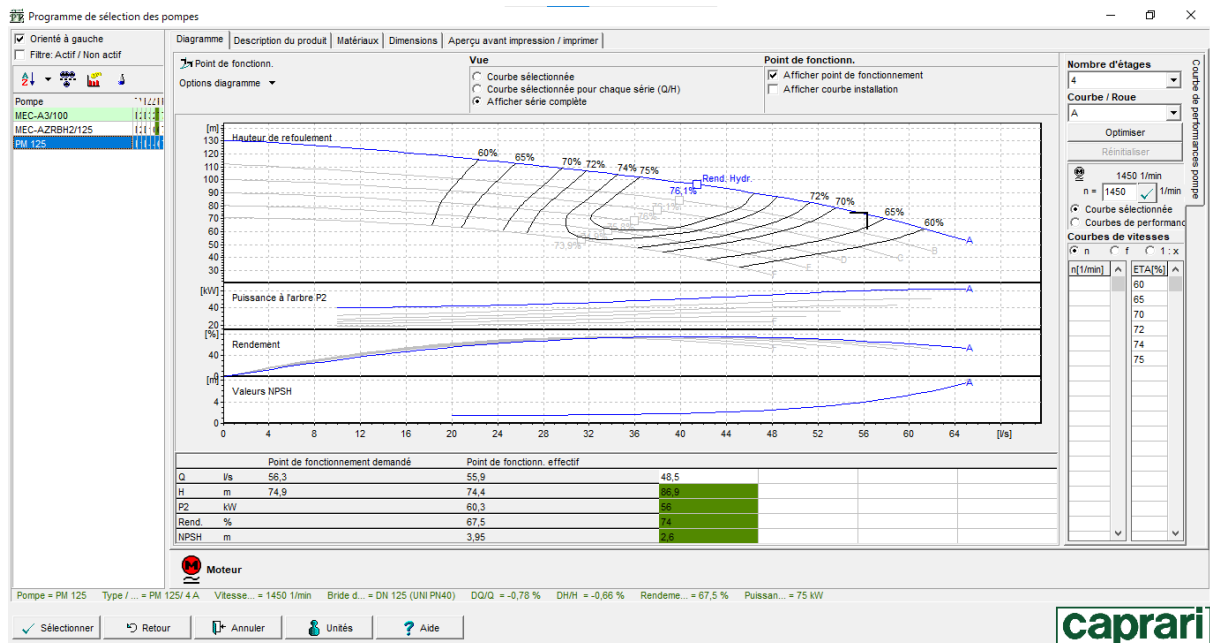 Programme de sélection des pompes
Orienté à gauche
Filtre: Actif / Non actif
Pompe
MEC-A3/100
MEC-AZRBH2/125
PM 125
Diagramme Description du produit Matériaux Dimensions Aperçu avant impression / imprimer
Point de fonctionn.
Options diagramme
Vue
Courbe sélectionnée
Courbe sélectionnée pour chaque série (Q/H)
Afficher série complète
Point de fonctionn.
Afficher point de fonctionnement
Afficher courbe installation
[m]
Hauteur de refoulement
130
120
110
100
90
80
70
60
50
40
30
60% 65% 70% 72% 74% 75%
Rend. Hydr.
76,1%
72% 70% 65% 60%
73,9%
A
B
C
D
E
F
[kW]
Puissance à l'arbre P2
40
20
A
[%]
Rendement
40
0
A
[m]
Valeurs NPSH
4
0
A
0 4 8 12 16 20 24 28 32 36 40 44 48 52 56 60 64 [l/s]
Point de fonctionnement demandé Point de fonctionn. effectif
Q l/s 56,3 55,9 48,5
H m 74,9 74,4 86,9
P2 kW 60,3 56
Rend. % 67,5 74
NPSH m 3,95 2,6
Moteur
Nombre d'étages
4
Courbe / Roue
A
Optimiser
Réinitialiser
1450 1/min
n = 1450 1/min
Courbe sélectionnée
Courbes de performanc
Courbes de vitesses
n f 1 : x
n[1/min] ETA[%]
60
65
70
72
74
75
Courbe de performances pompe
Pompe = PM 125 Type / ... = PM 125/ 4 A Vitesse... = 1450 1/min Bride d... = DN 125 (UNI PN40) DQ/Q = -0,78 % DH/H = -0,66 % Rendeme... = 67,5 % Puissan... = 75 kW
Sélectionner Retour Annuler Unités Aide
caprari